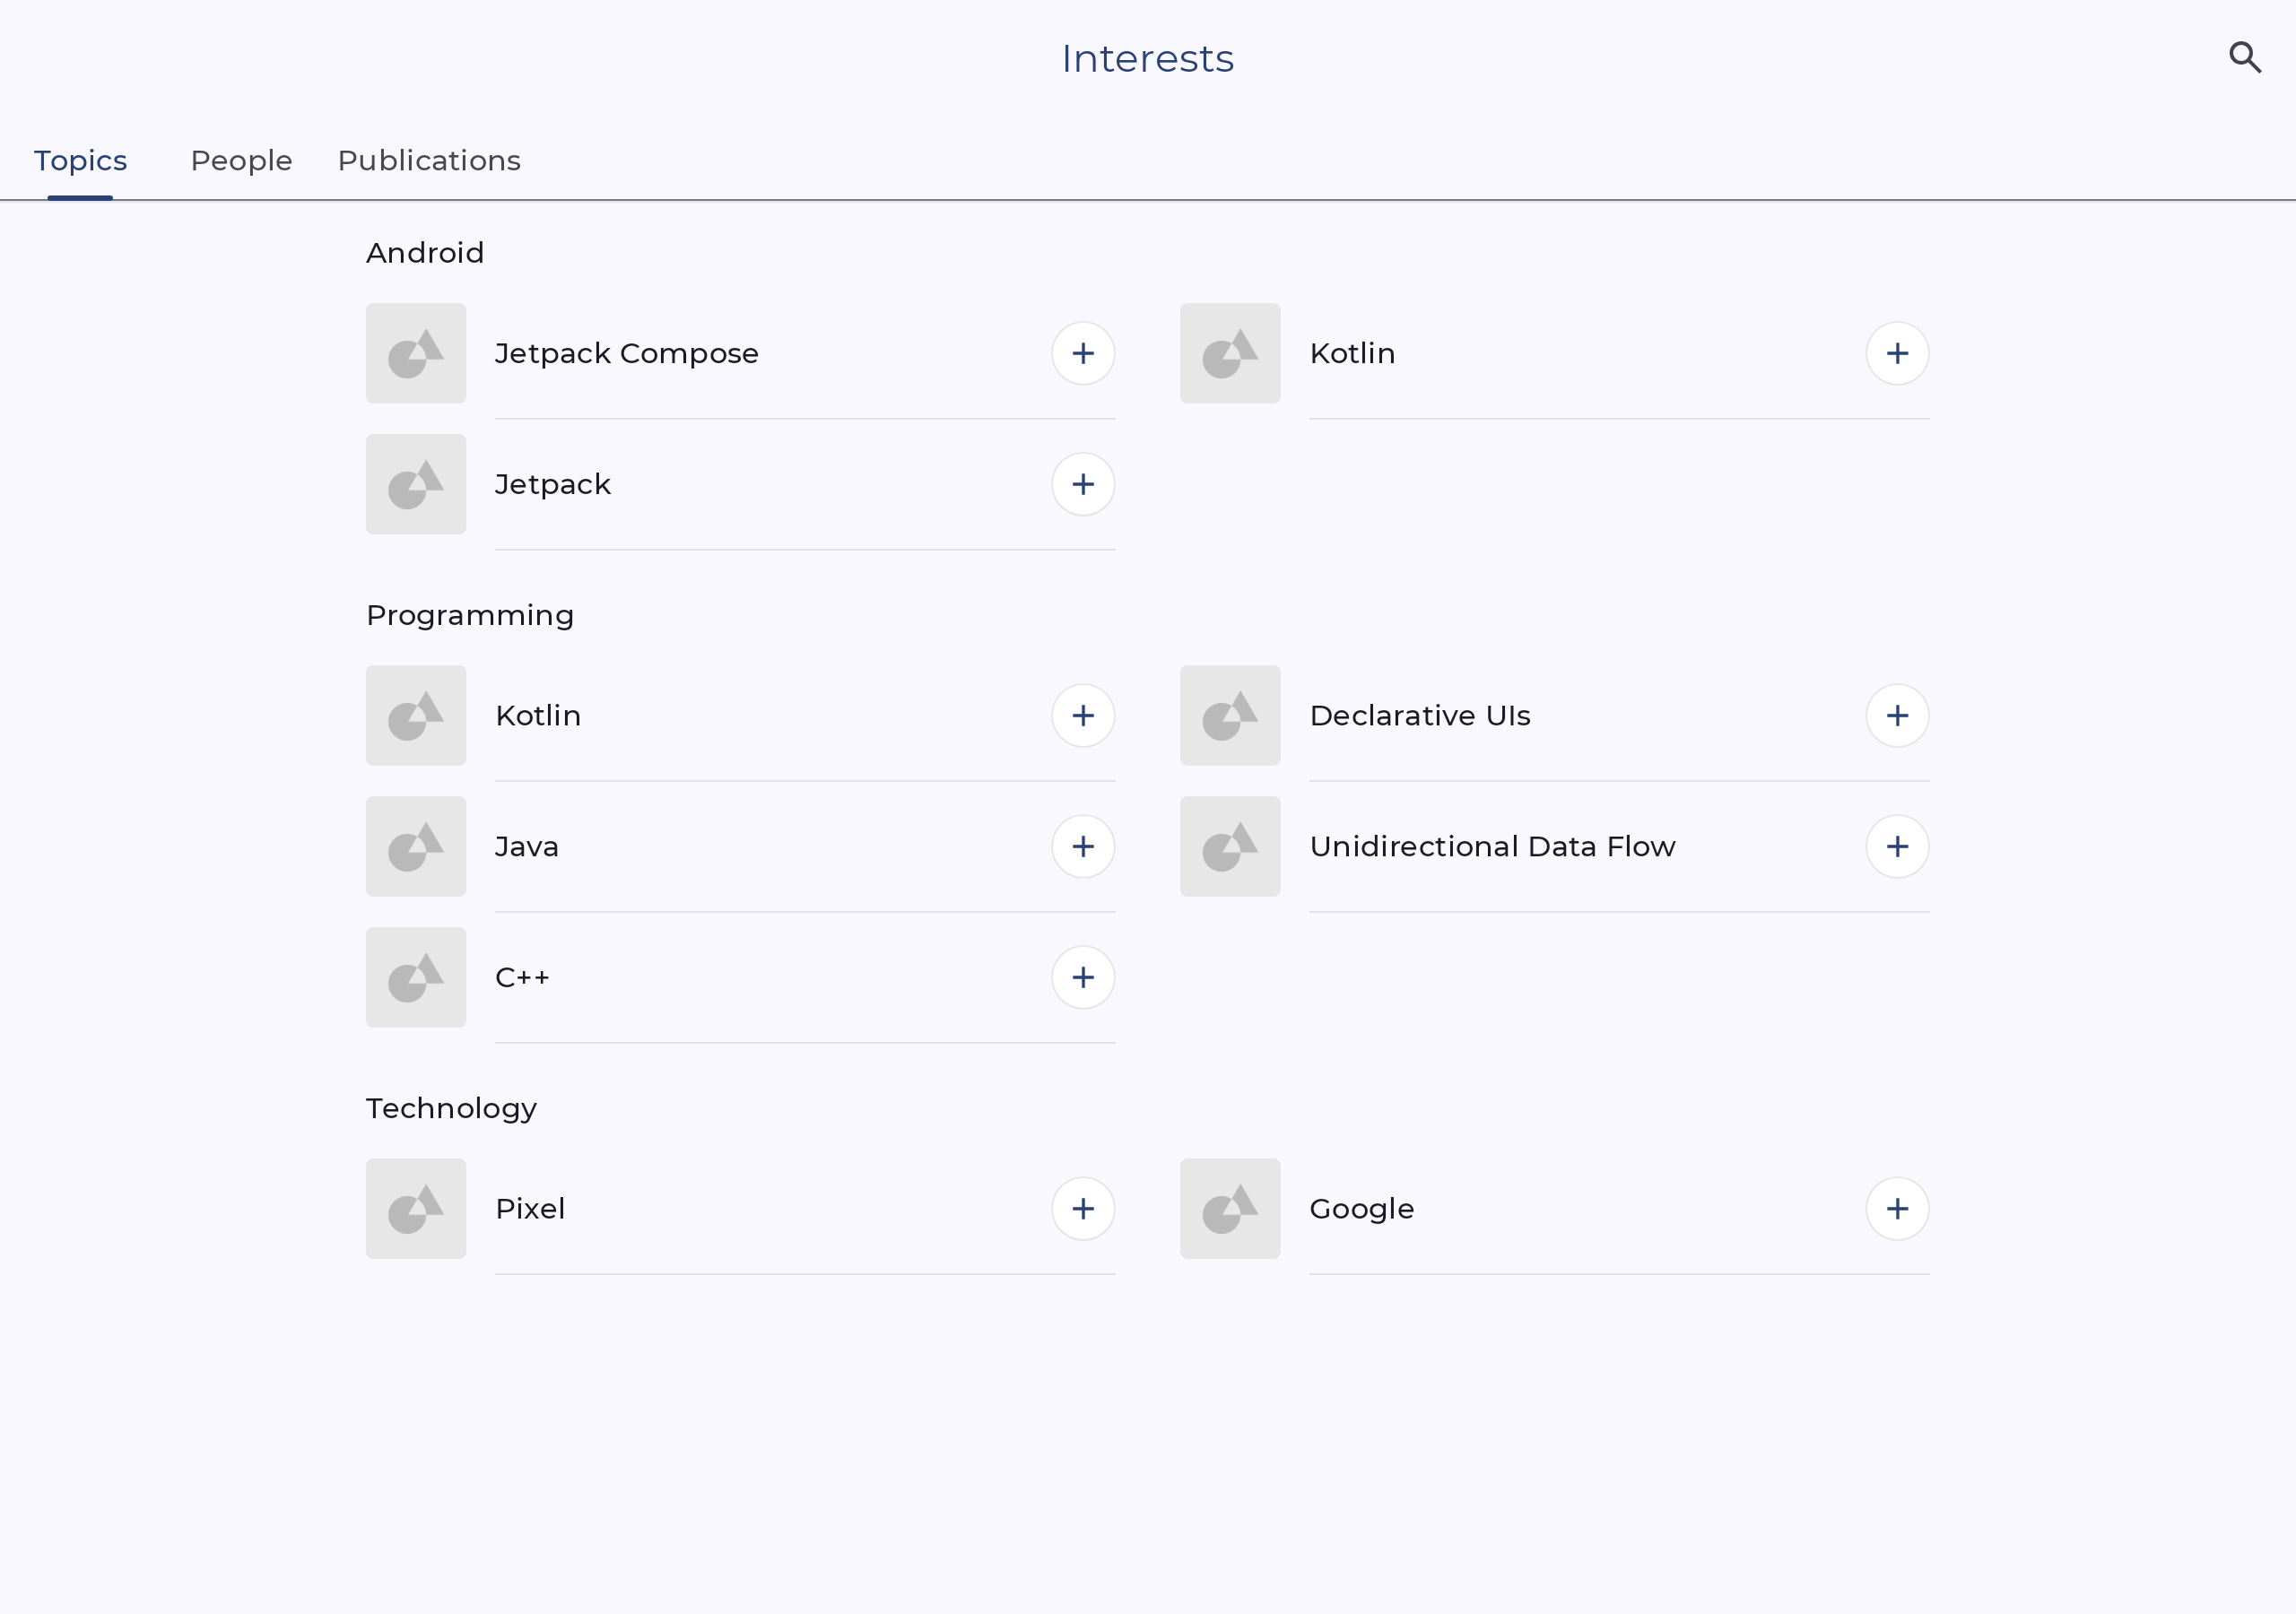 Interests
Topics People Publications
Android
Jetpack Compose
Kotlin
Jetpack
Programming
Kotlin
Declarative UIs
Java
Unidirectional Data Flow
C++
Technology
Pixel
Google